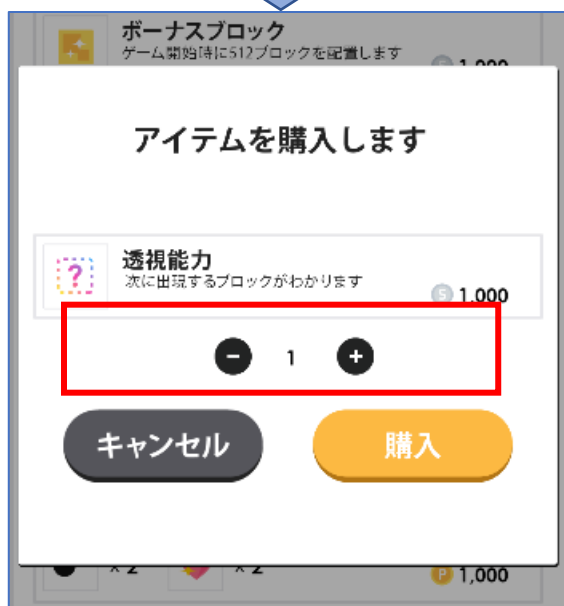 ボーナスブロック
ゲーム開始時に512ブロックを配置します
S 1,000
アイテムを購入します
?
透視能力
次に出現するブロックがわかります
S 1,000
- 1 +
キャンセル
購入
× 2
× 2
P 1,000